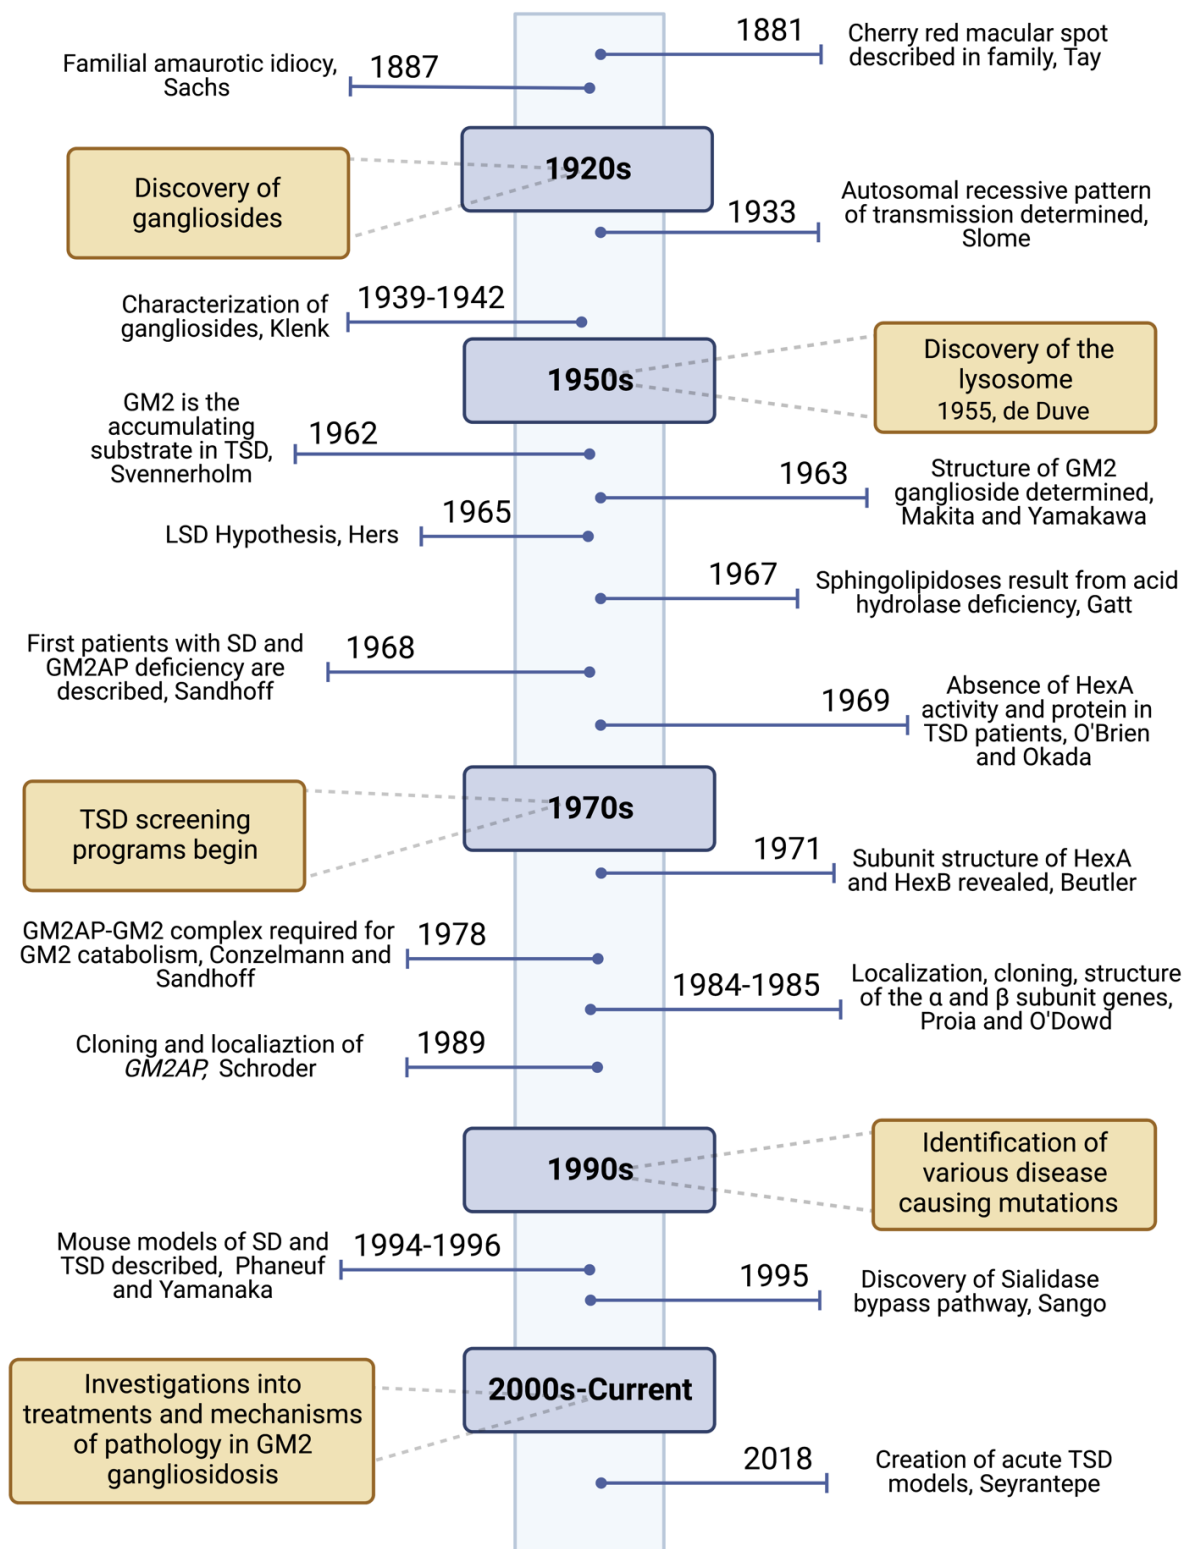 1881
Cherry red macular spot
described in family, Tay
1887
Familial amaurotic idiocy,
Sachs
1920s
Discovery of
gangliosides
1933
Autosomal recessive pattern
of transmission determined,
Slome
1939-1942
Characterization of
gangliosides, Klenk
1950s
Discovery of the
lysosome
1955, de Duve
1962
GM2 is the
accumulating
substrate in TSD,
Svennerholm
1963
Structure of GM2
ganglioside determined,
Makita and Yamakawa
1965
LSD Hypothesis, Hers
1967
Sphingolipidoses result from acid
hydrolase deficiency, Gatt
1968
First patients with SD and
GM2AP deficiency are
described, Sandhoff
1969
Absence of HexA
activity and protein in
TSD patients, O'Brien
and Okada
1970s
TSD screening
programs begin
1971
Subunit structure of HexA
and HexB revealed, Beutler
1978
GM2AP-GM2 complex required for
GM2 catabolism, Conzelmann and
Sandhoff
1984-1985
Localization, cloning, structure
of the α and β subunit genes,
Proia and O'Dowd
1989
Cloning and localiaztion of
GM2AP, Schroder
1990s
Identification of
various disease
causing mutations
1994-1996
Mouse models of SD and
TSD described, Phaneuf
and Yamanaka
1995
Discovery of Sialidase
bypass pathway, Sango
2000s-Current
Investigations into
treatments and mechanisms
of pathology in GM2
gangliosidosis
2018
Creation of acute TSD
models, Seyrantepe